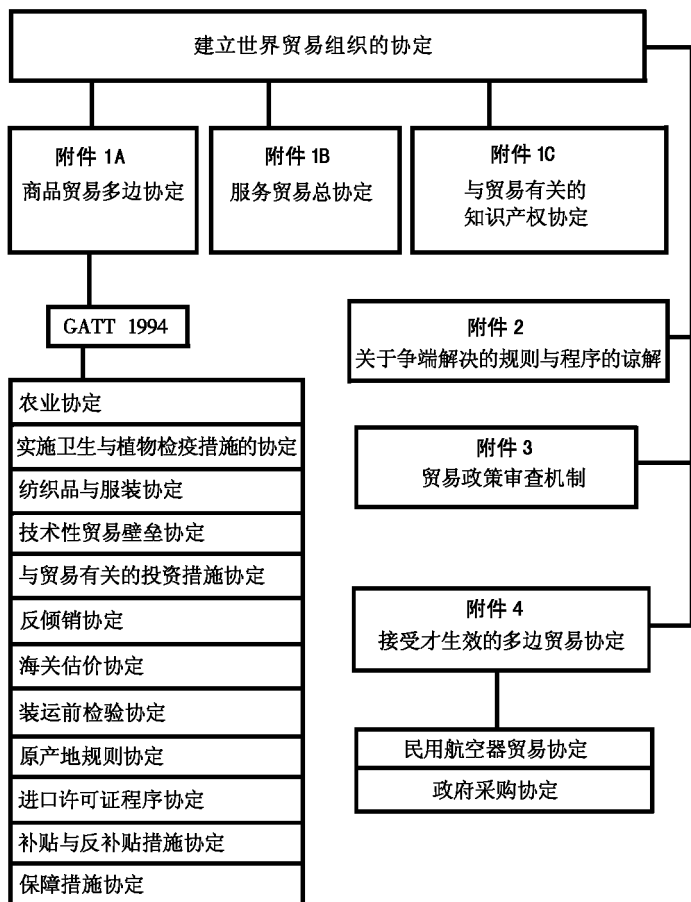 建立世界贸易组织的协定
附件 1A
商品贸易多边协定
附件 1B
服务贸易总协定
附件 1C
与贸易有关的
知识产权协定
GATT 1994
农业协定
实施卫生与植物检疫措施的协定
纺织品与服装协定
技术性贸易壁垒协定
与贸易有关的投资措施协定
反倾销协定
海关估价协定
装运前检验协定
原产地规则协定
进口许可证程序协定
补贴与反补贴措施协定
保障措施协定
附件 2
关于争端解决的规则与程序的谅解
附件 3
贸易政策审查机制
附件 4
接受才生效的多边贸易协定
民用航空器贸易协定
政府采购协定